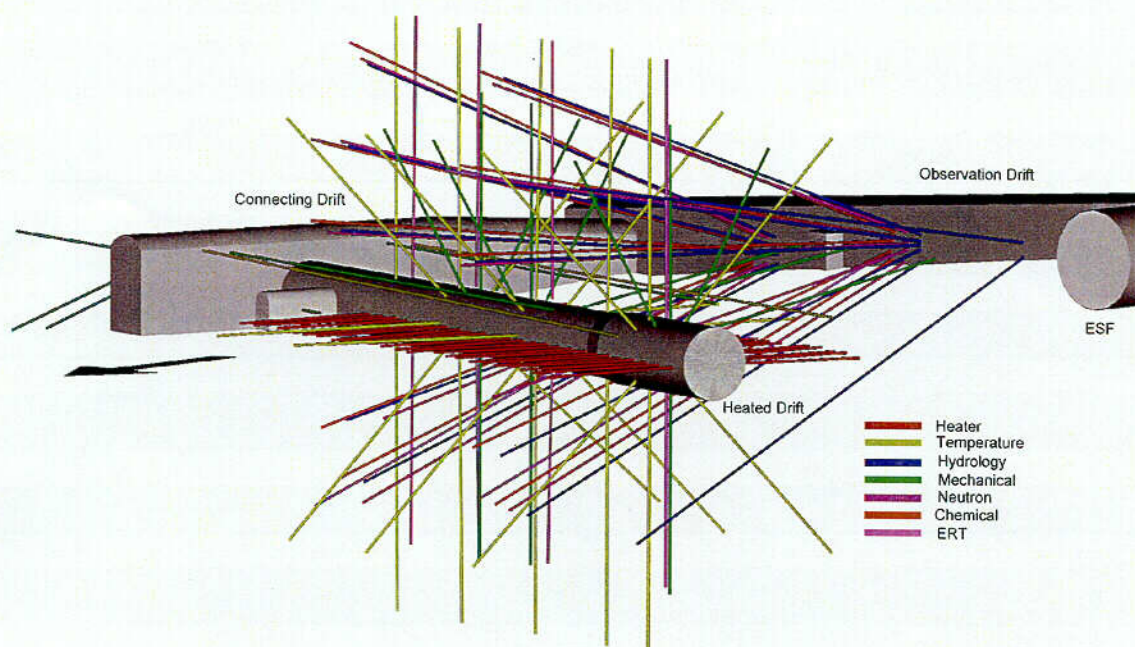 Observation Drift
Connecting Drift
ESF
Heated Drift
Heater
Temperature
Hydrology
Mechanical
Neutron
Chemical
ERT